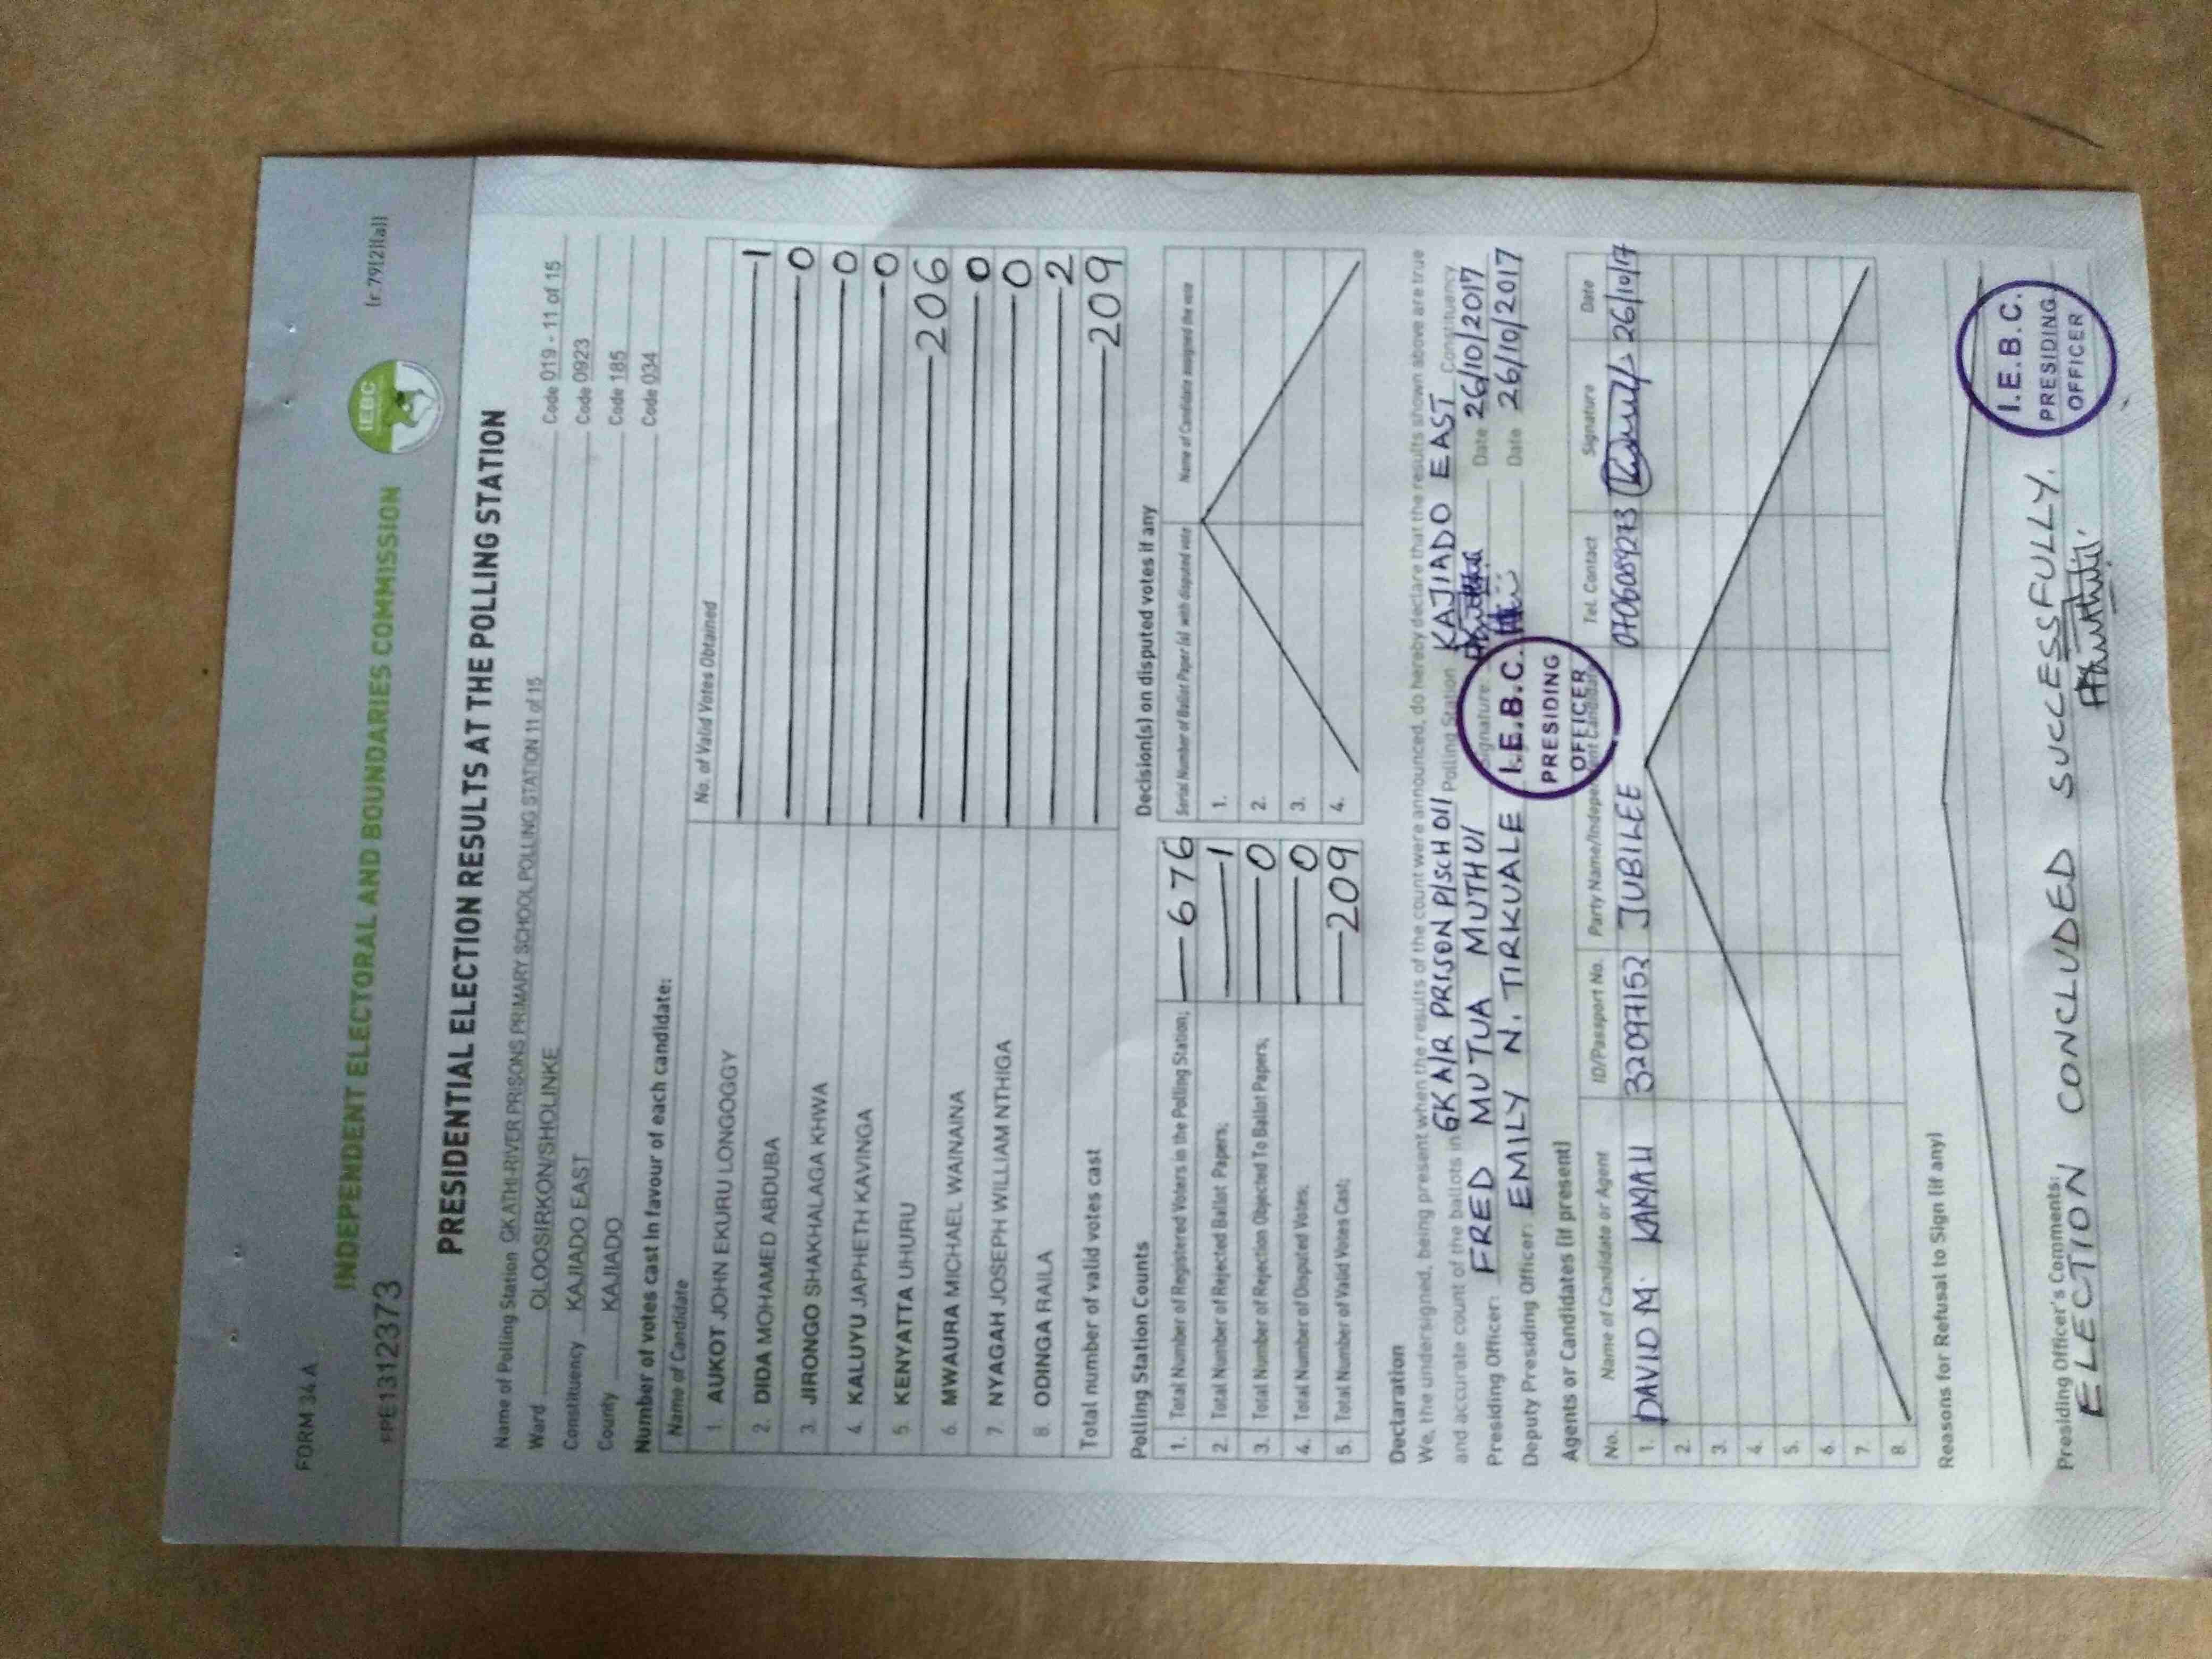 FORM 34 A
(r.79(2)(a))
INDEPENDENT ELECTORAL AND BOUNDARIES COMMISSION
IEBC
PRE1312373
PRESIDENTIAL ELECTION RESULTS AT THE POLLING STATION
Name of Polling Station GK ATHI-RIVER PRISONS PRIMARY SCHOOL POLLING STATION 11 of 15 Code 019 - 11 of 15
Ward OLOOSIRKON/SHOLINKE Code 0923
Constituency KAJIADO EAST Code 185
County KAJIADO Code 034
Number of votes cast in favour of each candidate:
Name of Candidate No. of Valid Votes Obtained
1. AUKOT JOHN EKURU LONGOGGY 1
2. DIDA MOHAMED ABDUBA 0
3. JIRONGO SHAKHALAGA KHWA 0
4. KALUYU JAPHETH KAVINGA 0
5. KENYATTA UHURU 206
6. MWAURA MICHAEL WAINAINA 0
7. NYAGAH JOSEPH WILLIAM NTHIGA 0
8. ODINGA RAILA 2
Total number of valid votes cast 209
Polling Station Counts
1. Total Number of Registered Voters in the Polling Station; 676
2. Total Number of Rejected Ballot Papers; 1
3. Total Number of Rejection Objected To Ballot Papers; 0
4. Total Number of Disputed Votes; 0
5. Total Number of Valid Votes Cast; 209
Decision(s) on disputed votes if any
Serial Number of Ballot Paper (s) with disputed vote Name of Candidate assigned the vote
1.
2.
3.
4.
Declaration
We, the undersigned, being present when the results of the count were announced, do hereby declare that the results shown above are true
and accurate count of the ballots in GK A/R PRISON P/SCH 011 Polling Station KAJIADO EAST Constituency
Presiding Officer: FRED MUTUA MUTHUI Signature Date 26/10/2017
Deputy Presiding Officer: EMILY N. TIRKUALE Date 26/10/2017
I.E.B.C.
PRESIDING
OFFICER
Agents or Candidates (if present)
No. Name of Candidate or Agent ID/Passport No. Party Name/Independent Candidate Tel. Contact Signature Date
1. DAVID M. KAMAU 32097152 JUBILEE 0706089273 26/10/17
2.
3.
4.
5.
6.
7.
8.
Reasons for Refusal to Sign (if any)
Presiding Officer's Comments:
ELECTION CONCLUDED SUCCESSFULLY.
I.E.B.C.
PRESIDING
OFFICER